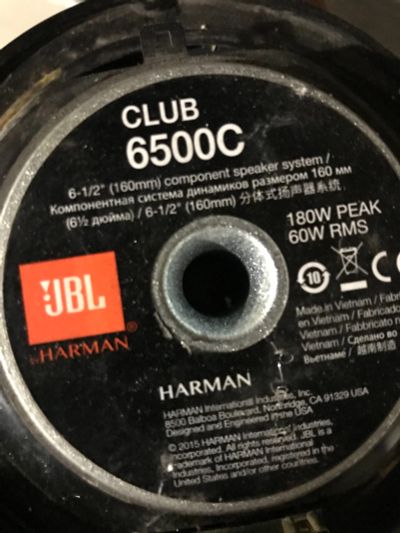 CLUB
6500C
6-1/2" (160mm) component speaker system /
Компонентная система динамиков размером 160 мм
(6½ дюйма) / 6-1/2" (160mm) 分体式扬声器系统
180W PEAK
60W RMS
10
JBL
by HARMAN®
Made in Vietnam / Fabri
en Vietnam / Fabricado
Vietnam / Fabbricato
Vietnam / Сделано во
Вьетнаме / 越南制造
HARMAN
HARMAN International Industries, Inc.
8500 Balboa Boulevard, Northridge, CA 91329 USA
Designed and Engineered in the USA
© 2015 HARMAN International Industries,
Incorporated. All rights reserved. JBL is a
trademark of HARMAN International
Industries, Incorporated, registered in the
United States and/or other countries.